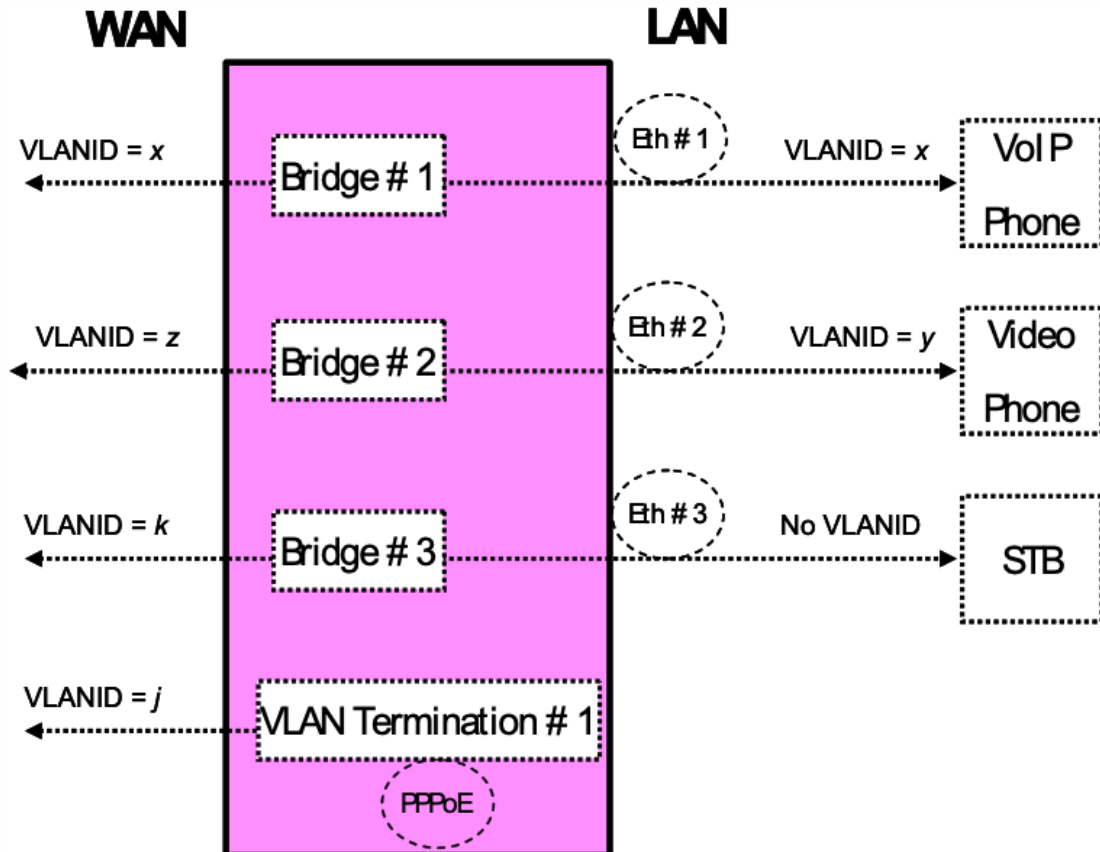 WAN
LAN
Eth # 1
VLANID = x
VLANID = x
Bridge # 1
VoIP
Phone
Eth # 2
VLANID = z
VLANID = y
Bridge # 2
Video
Phone
Eth # 3
VLANID = k
No VLANID
Bridge # 3
STB
VLANID = j
VLAN Termination # 1
PPPoE